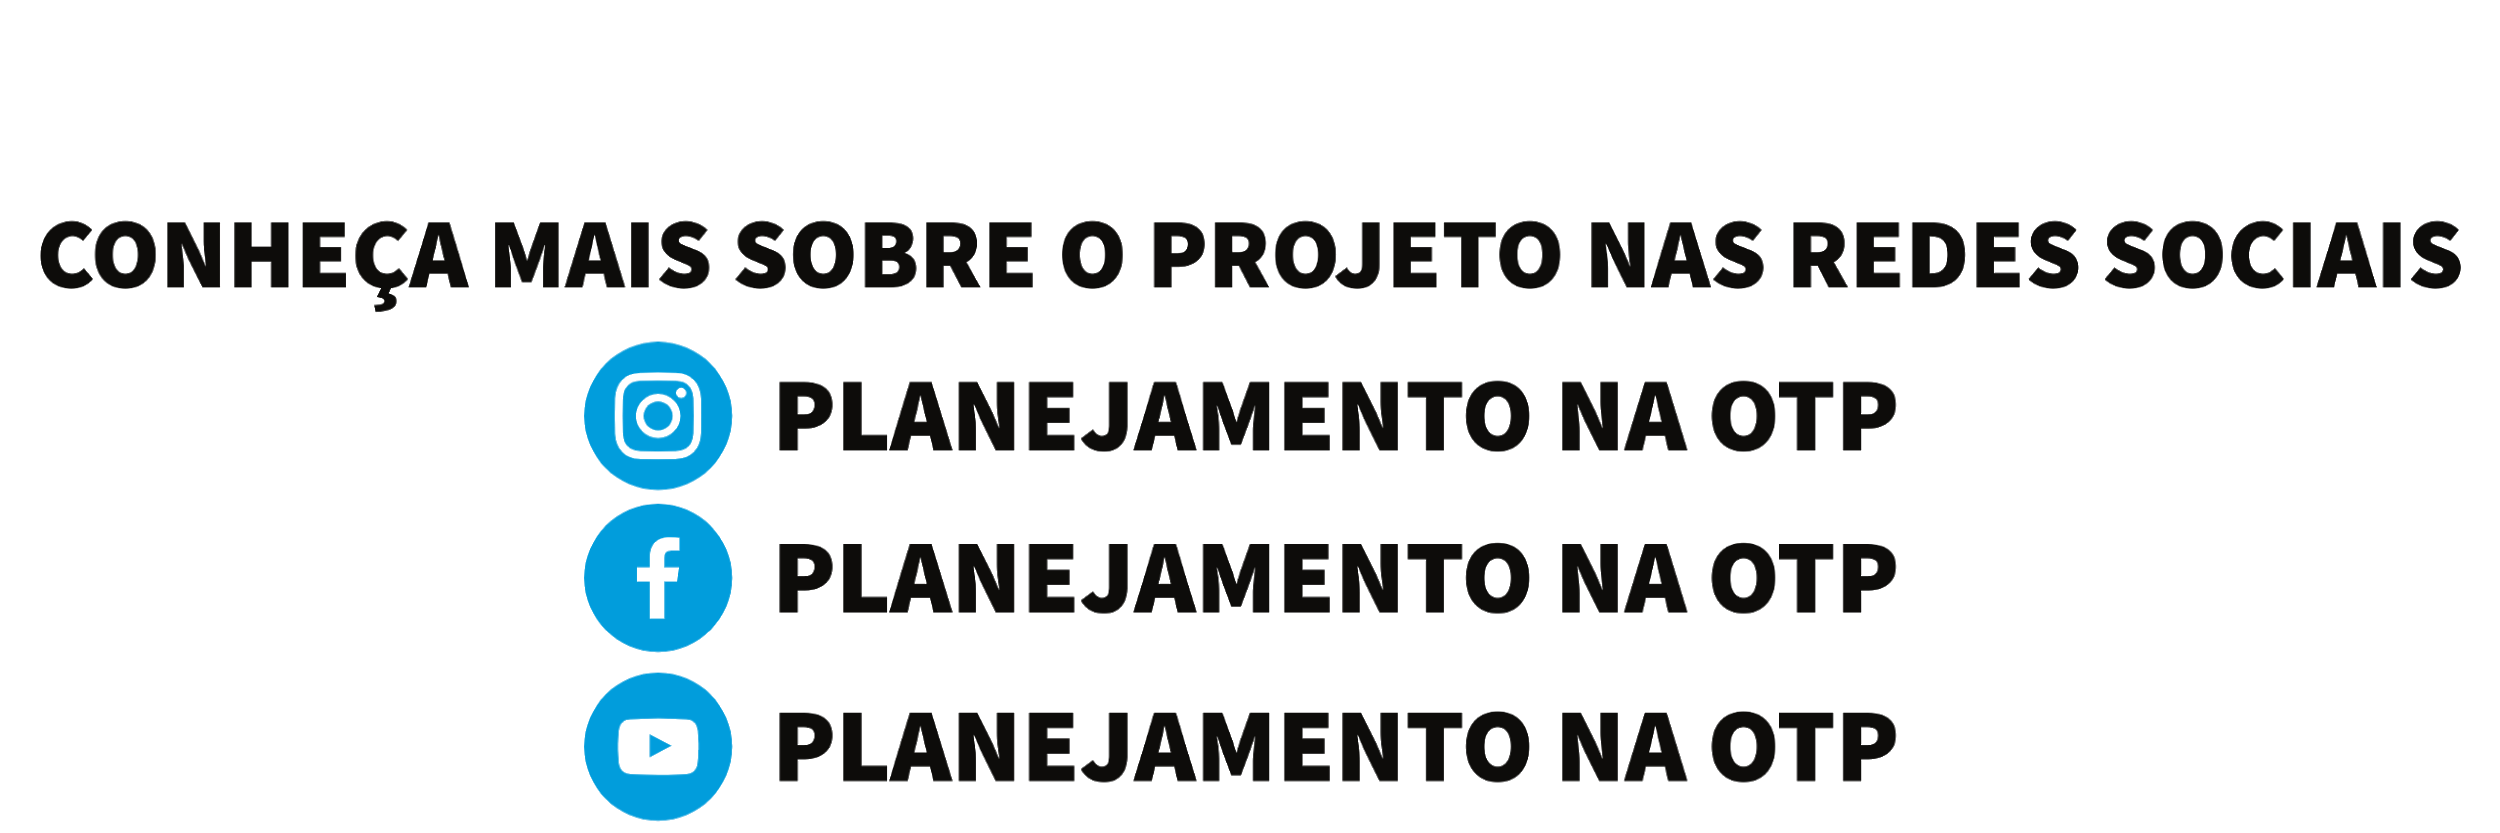 CONHEÇA MAIS SOBRE O PROJETO NAS REDES SOCIAIS
PLANEJAMENTO NA OTP
PLANEJAMENTO NA OTP
PLANEJAMENTO NA OTP